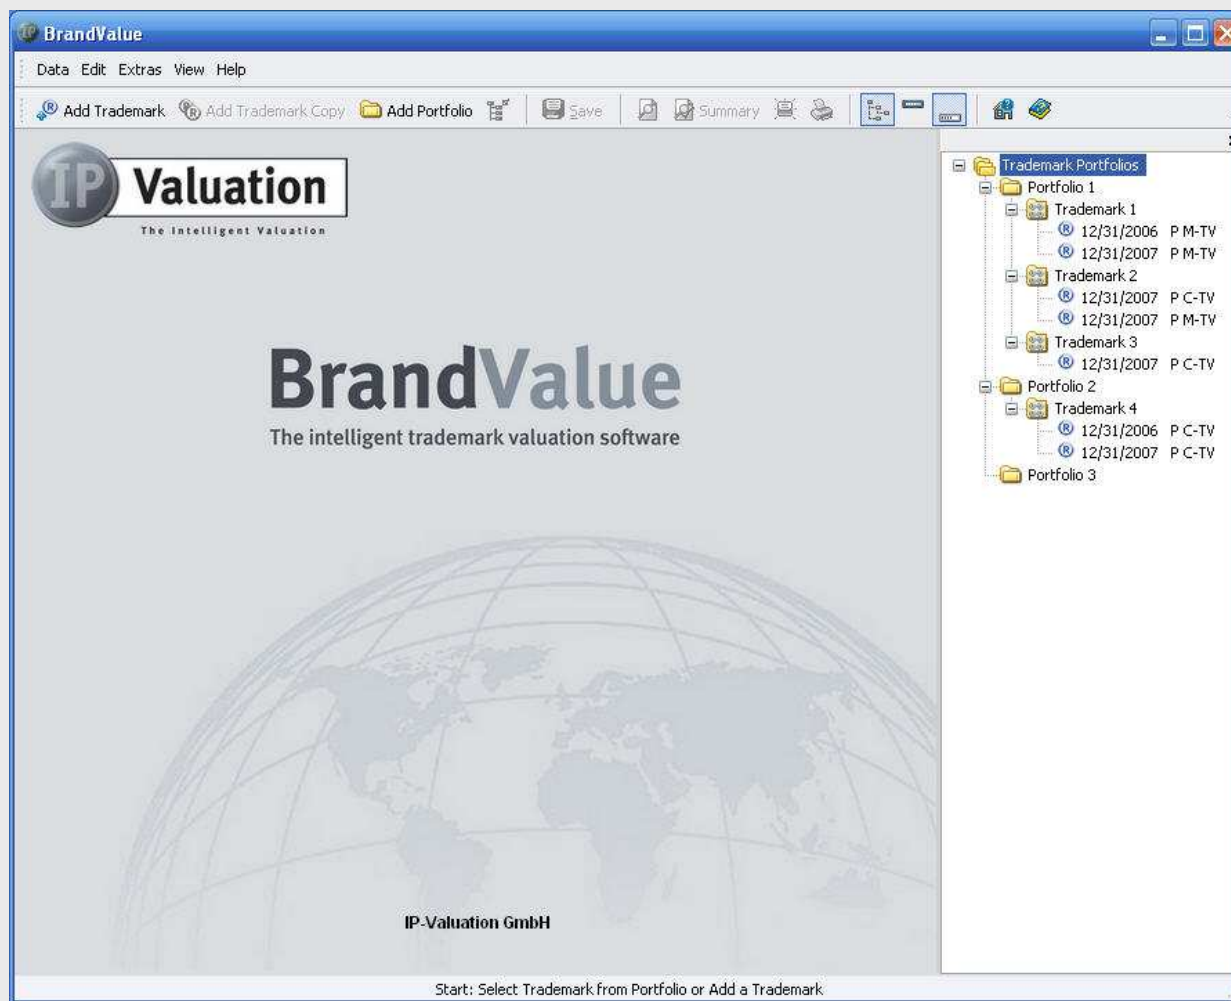 BrandValue
Data Edit Extras View Help
Add Trademark Add Trademark Copy Add Portfolio Save Summary
IP Valuation
The Intelligent Valuation
BrandValue
The intelligent trademark valuation software
IP-Valuation GmbH
Trademark Portfolios
Portfolio 1
Trademark 1
12/31/2006 P M-TV
12/31/2007 P M-TV
Trademark 2
12/31/2007 P C-TV
12/31/2007 P M-TV
Trademark 3
12/31/2007 P C-TV
Portfolio 2
Trademark 4
12/31/2006 P C-TV
12/31/2007 P C-TV
Portfolio 3
Start: Select Trademark from Portfolio or Add a Trademark